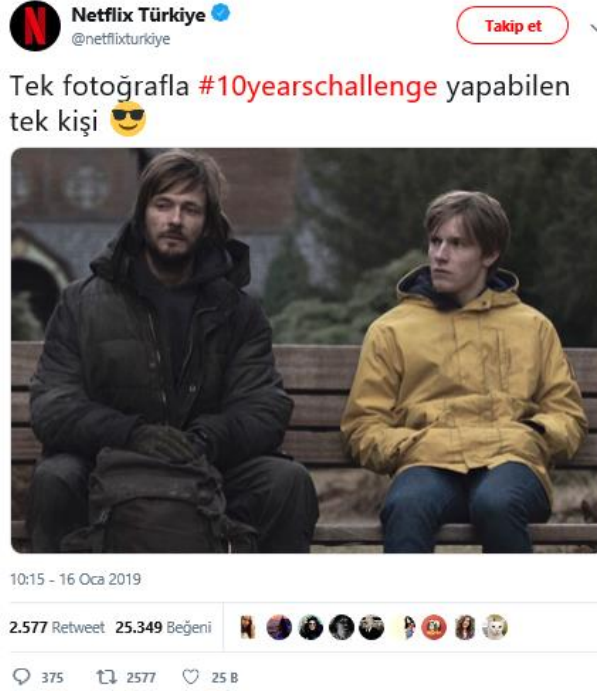 Netflix Türkiye
@netflixturkiye
Takip et
Tek fotoğrafla #10yearschallenge yapabilen
tek kişi 😎
10:15 - 16 Oca 2019
2.577 Retweet 25.349 Beğeni
375 2577 25 B